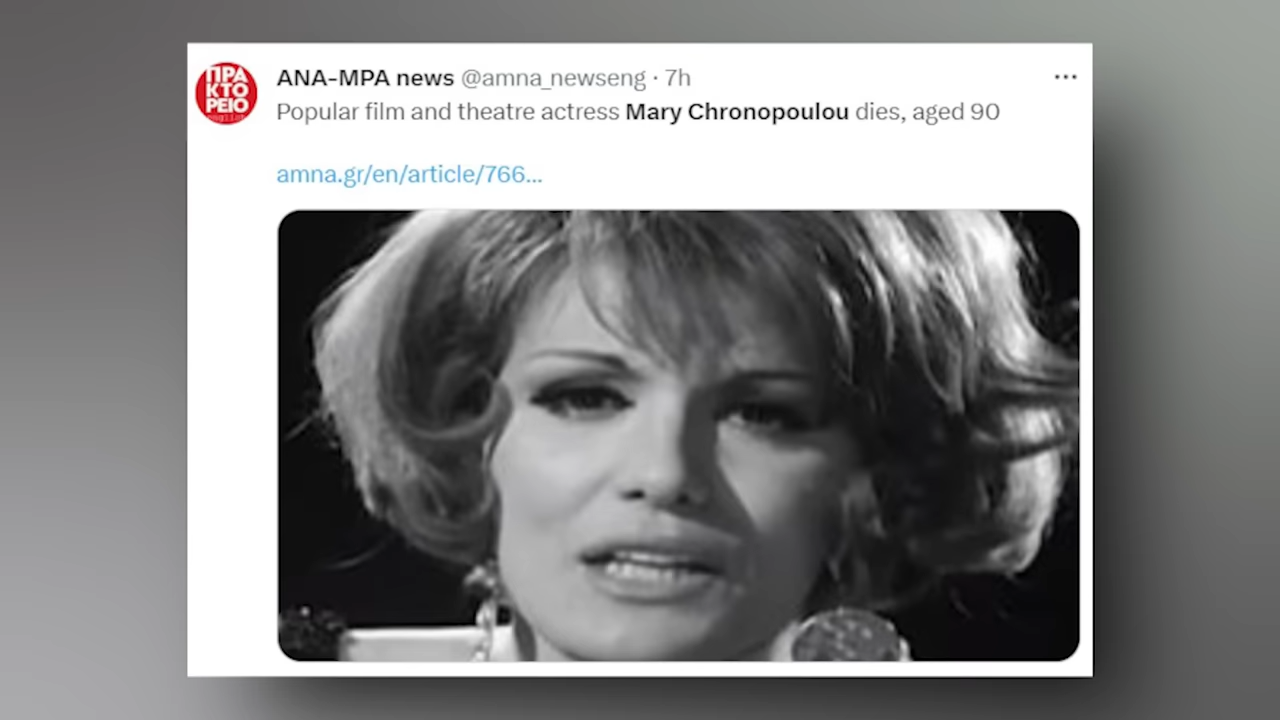 ΠΡΑ
ΚΤΟ
ΡΕΙΟ
english
ANA-MPA news @amna_newseng · 7h
Popular film and theatre actress Mary Chronopoulou dies, aged 90
amna.gr/en/article/766...